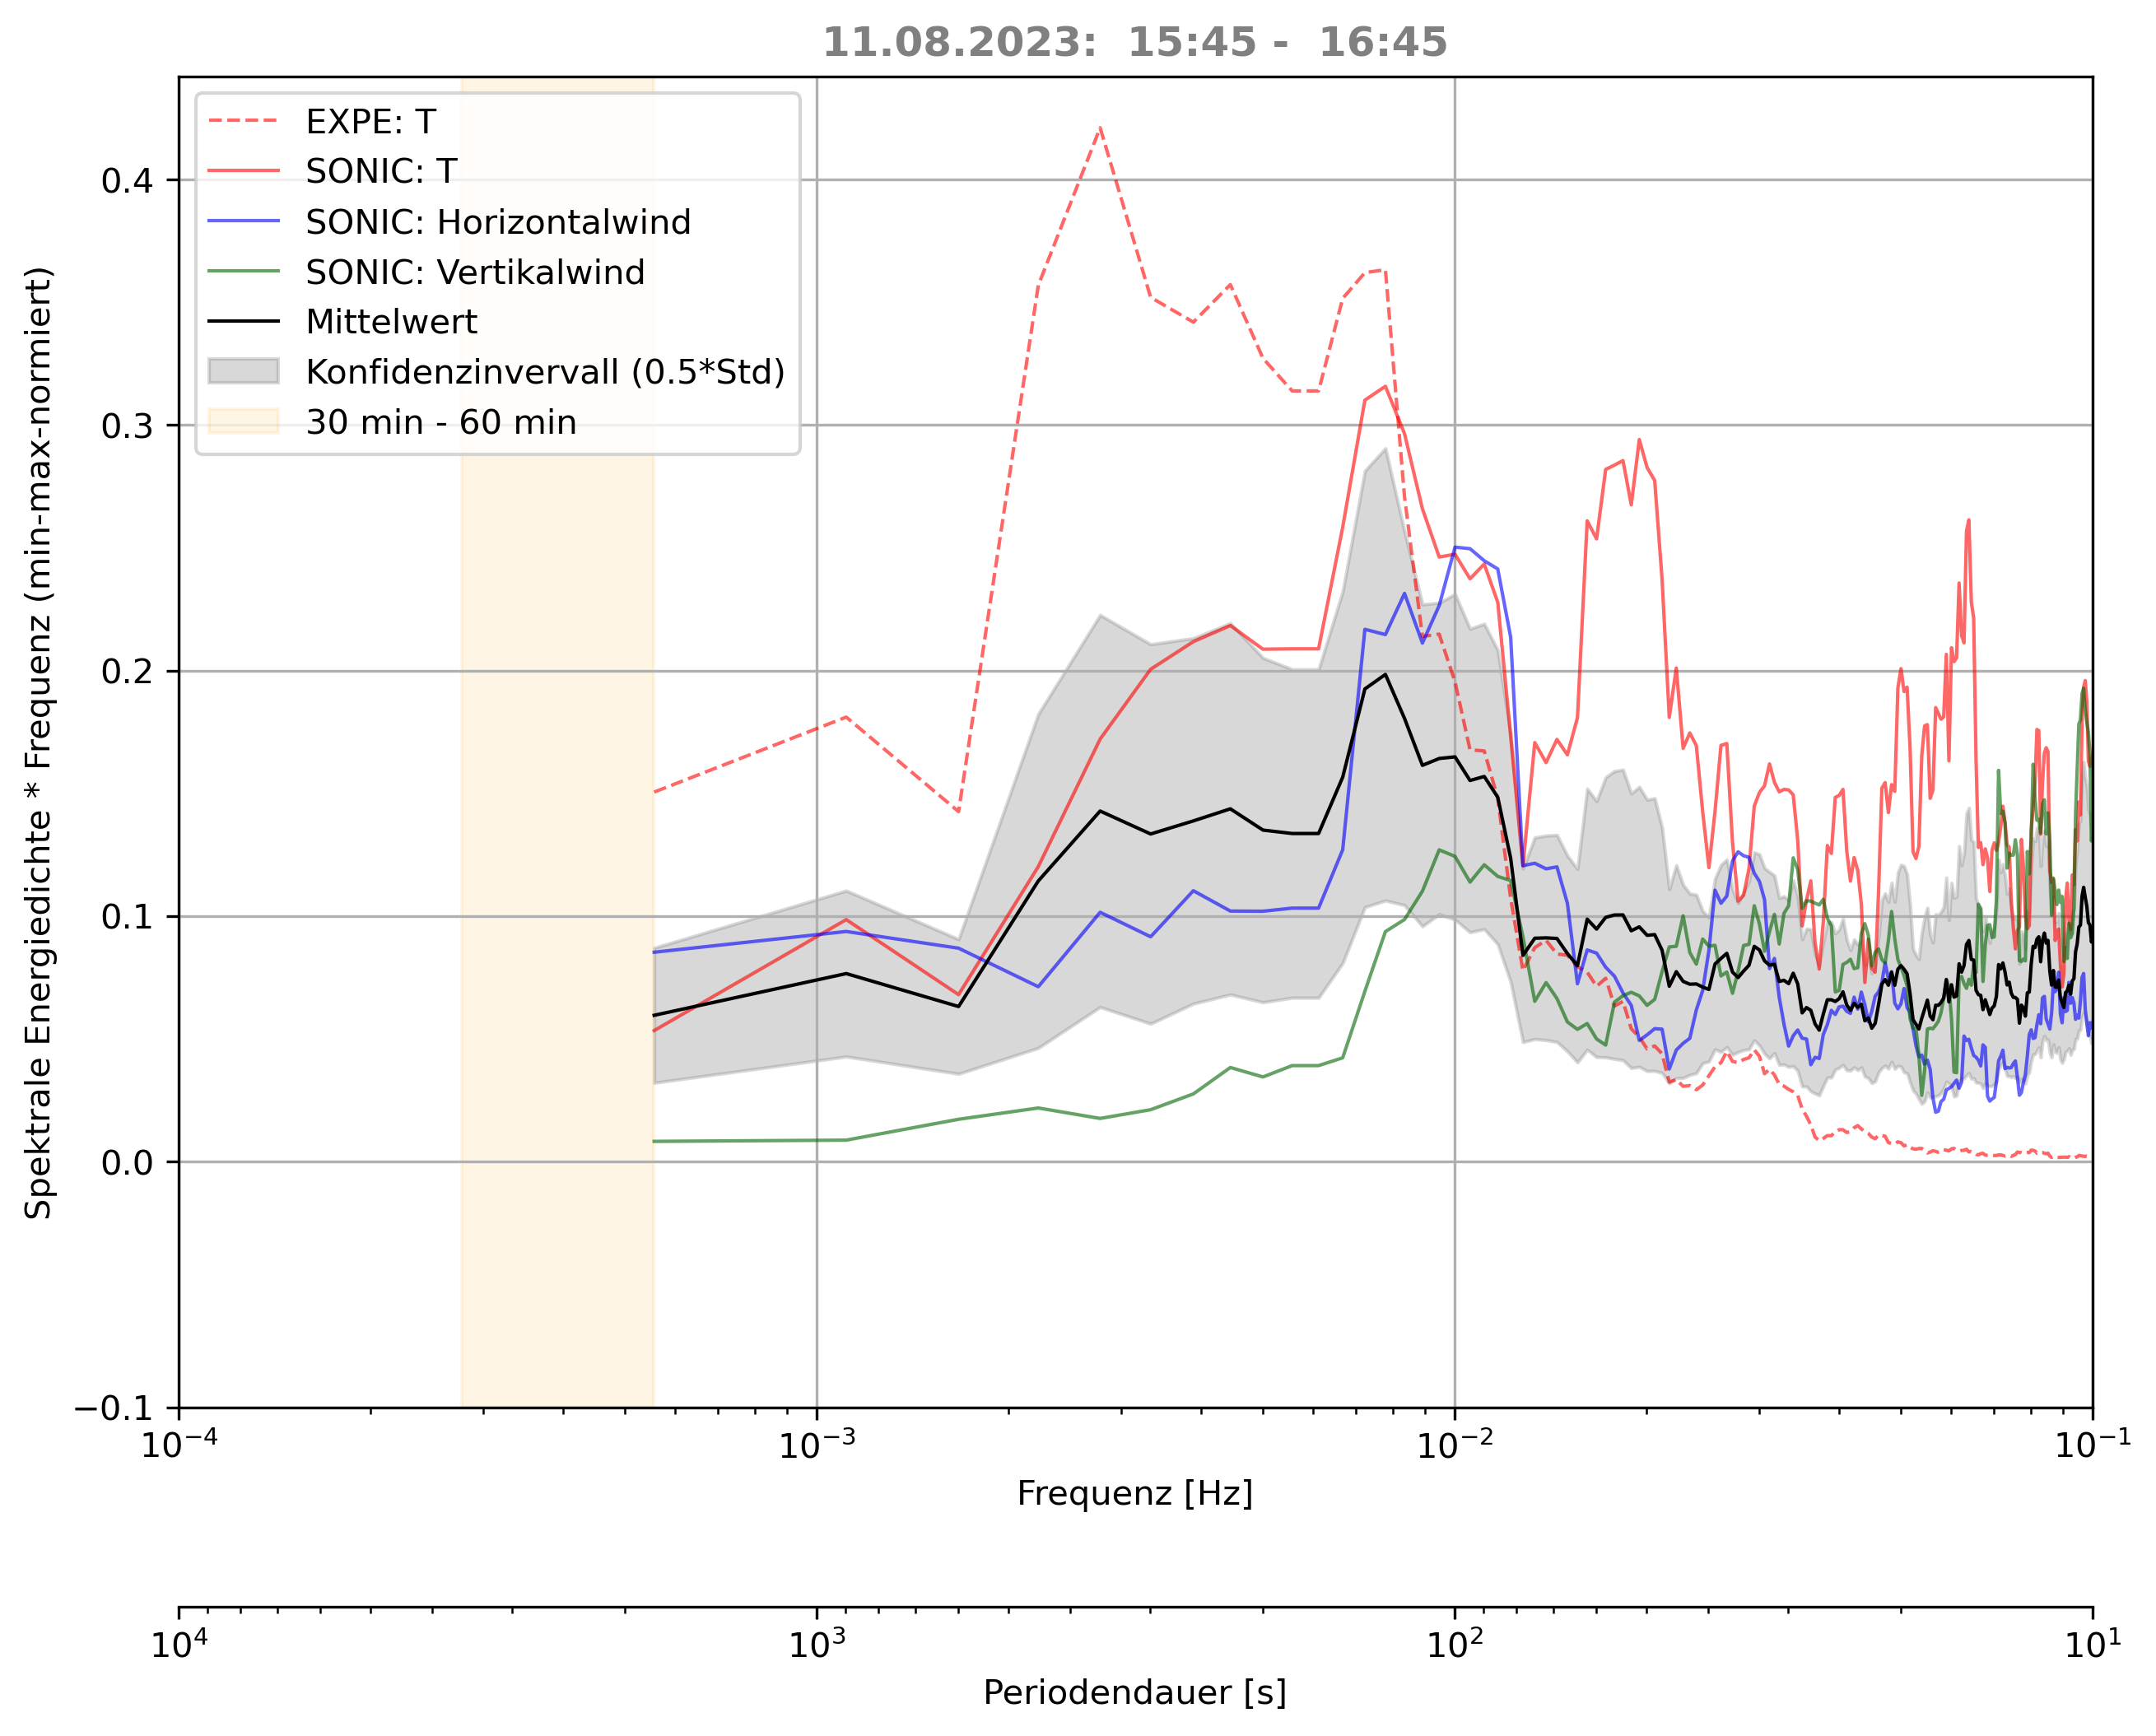 11.08.2023:  15:45 -  16:45
EXPE: T
SONIC: T
SONIC: Horizontalwind
SONIC: Vertikalwind
Mittelwert
Konfidenzinvervall (0.5*Std)
30 min - 60 min
Spektrale Energiedichte * Frequenz (min-max-normiert)
0.4
0.3
0.2
0.1
0.0
−0.1
10⁻⁴ 10⁻³ 10⁻² 10⁻¹
Frequenz [Hz]
10⁴ 10³ 10² 10¹
Periodendauer [s]